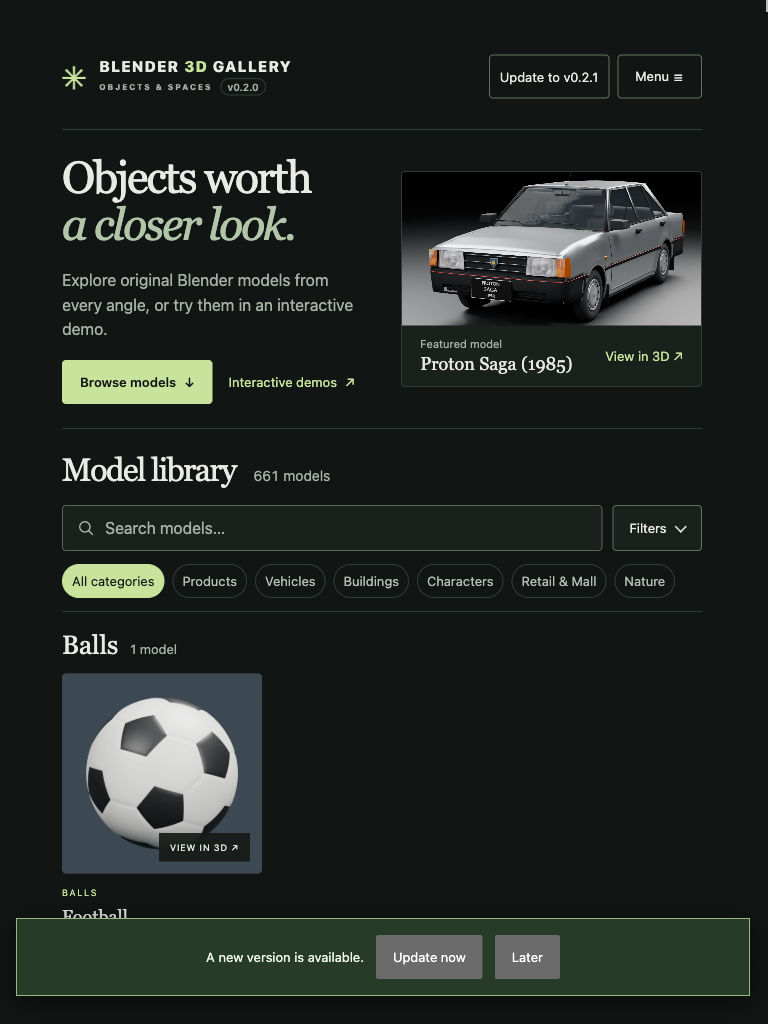 BLENDER 3D GALLERY
OBJECTS & SPACES v0.2.0
Update to v0.2.1
Menu ≡
Objects worth
a closer look.
Explore original Blender models from
every angle, or try them in an interactive
demo.
Browse models ↓
Interactive demos ↗
PROTON
SAGA
Featured model
Proton Saga (1985)
View in 3D ↗
Model library 661 models
Search models...
Filters
All categories
Products
Vehicles
Buildings
Characters
Retail & Mall
Nature
Balls 1 model
VIEW IN 3D ↗
BALLS
Football
A new version is available.
Update now
Later